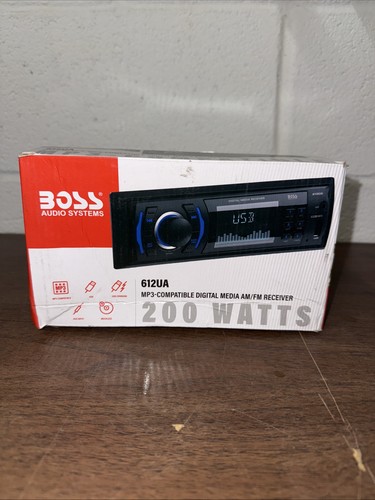 BOSS
AUDIO SYSTEMS
USB
612UA
MP3-COMPATIBLE DIGITAL MEDIA AM/FM RECEIVER
200 WATTS